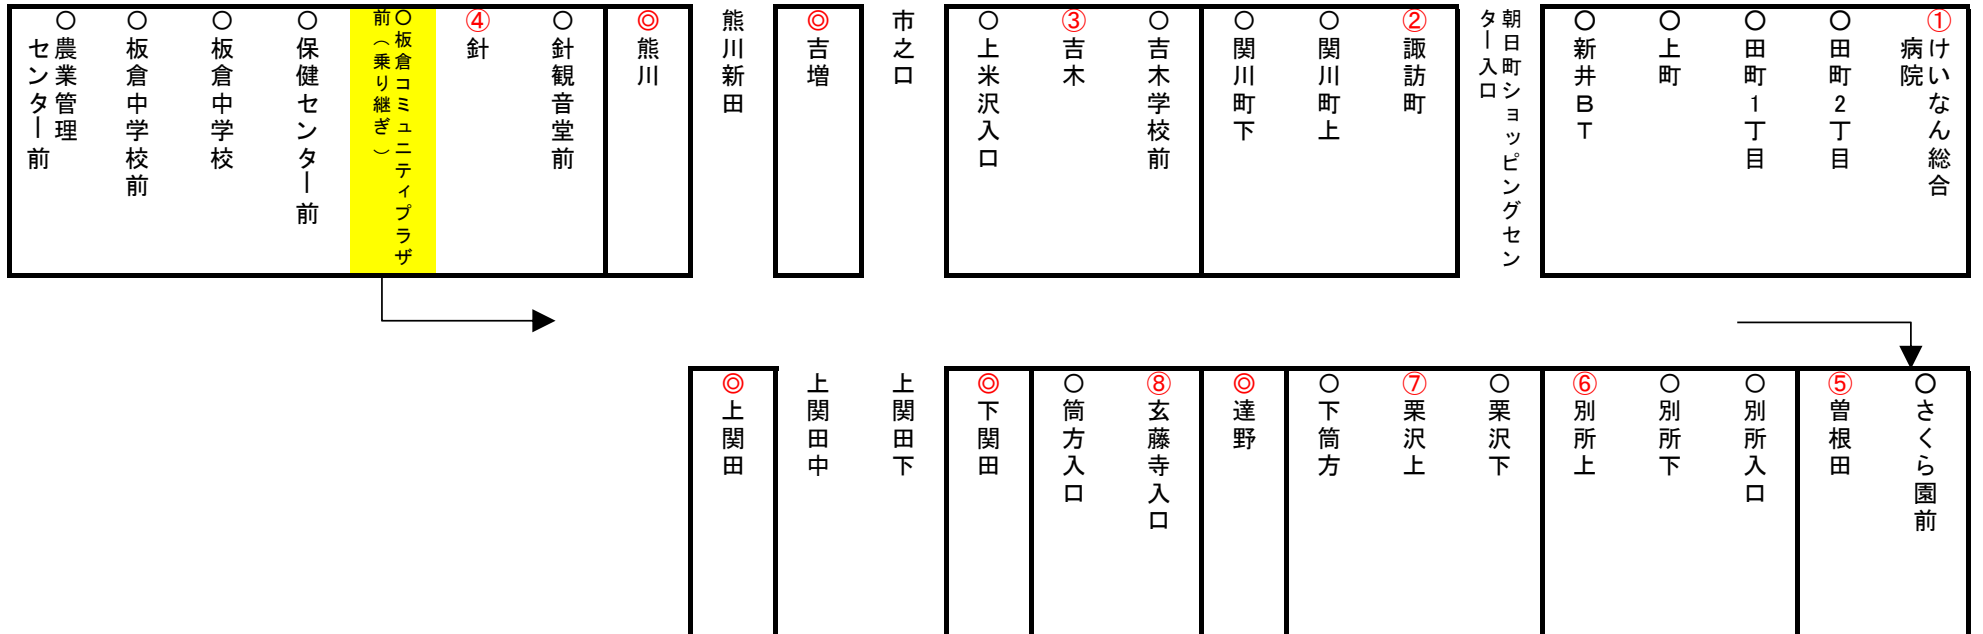 ①けいなん総合
病院
○田町2丁目
○田町1丁目
○上町
○新井BT
朝日町ショッピングセン
ター入口
②諏訪町
○関川町上
○関川町下
○吉木学校前
③吉木
○上米沢入口
市之口
◎吉増
熊川新田
◎熊川
○針観音堂前
④針
○板倉コミュニティプラザ
前（乗り継ぎ）
○保健センター前
○板倉中学校
○板倉中学校前
○農業管理
センター前
○さくら園前
⑤曽根田
○別所入口
○別所下
⑥別所上
○栗沢下
⑦栗沢上
○下筒方
◎達野
⑧玄藤寺入口
○筒方入口
◎下関田
上関田下
上関田中
◎上関田